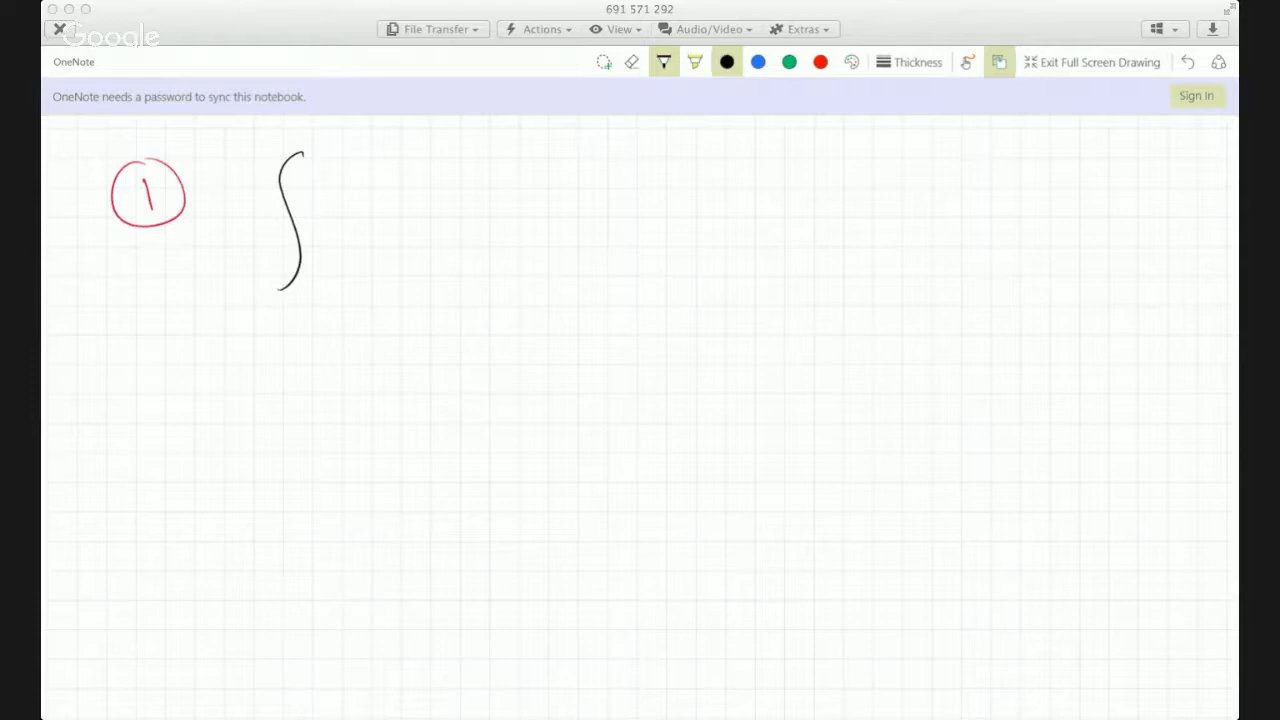 691 571 292
File Transfer Actions View Audio/Video Extras
Google
OneNote
Thickness Exit Full Screen Drawing
OneNote needs a password to sync this notebook.
Sign In
1 ∫